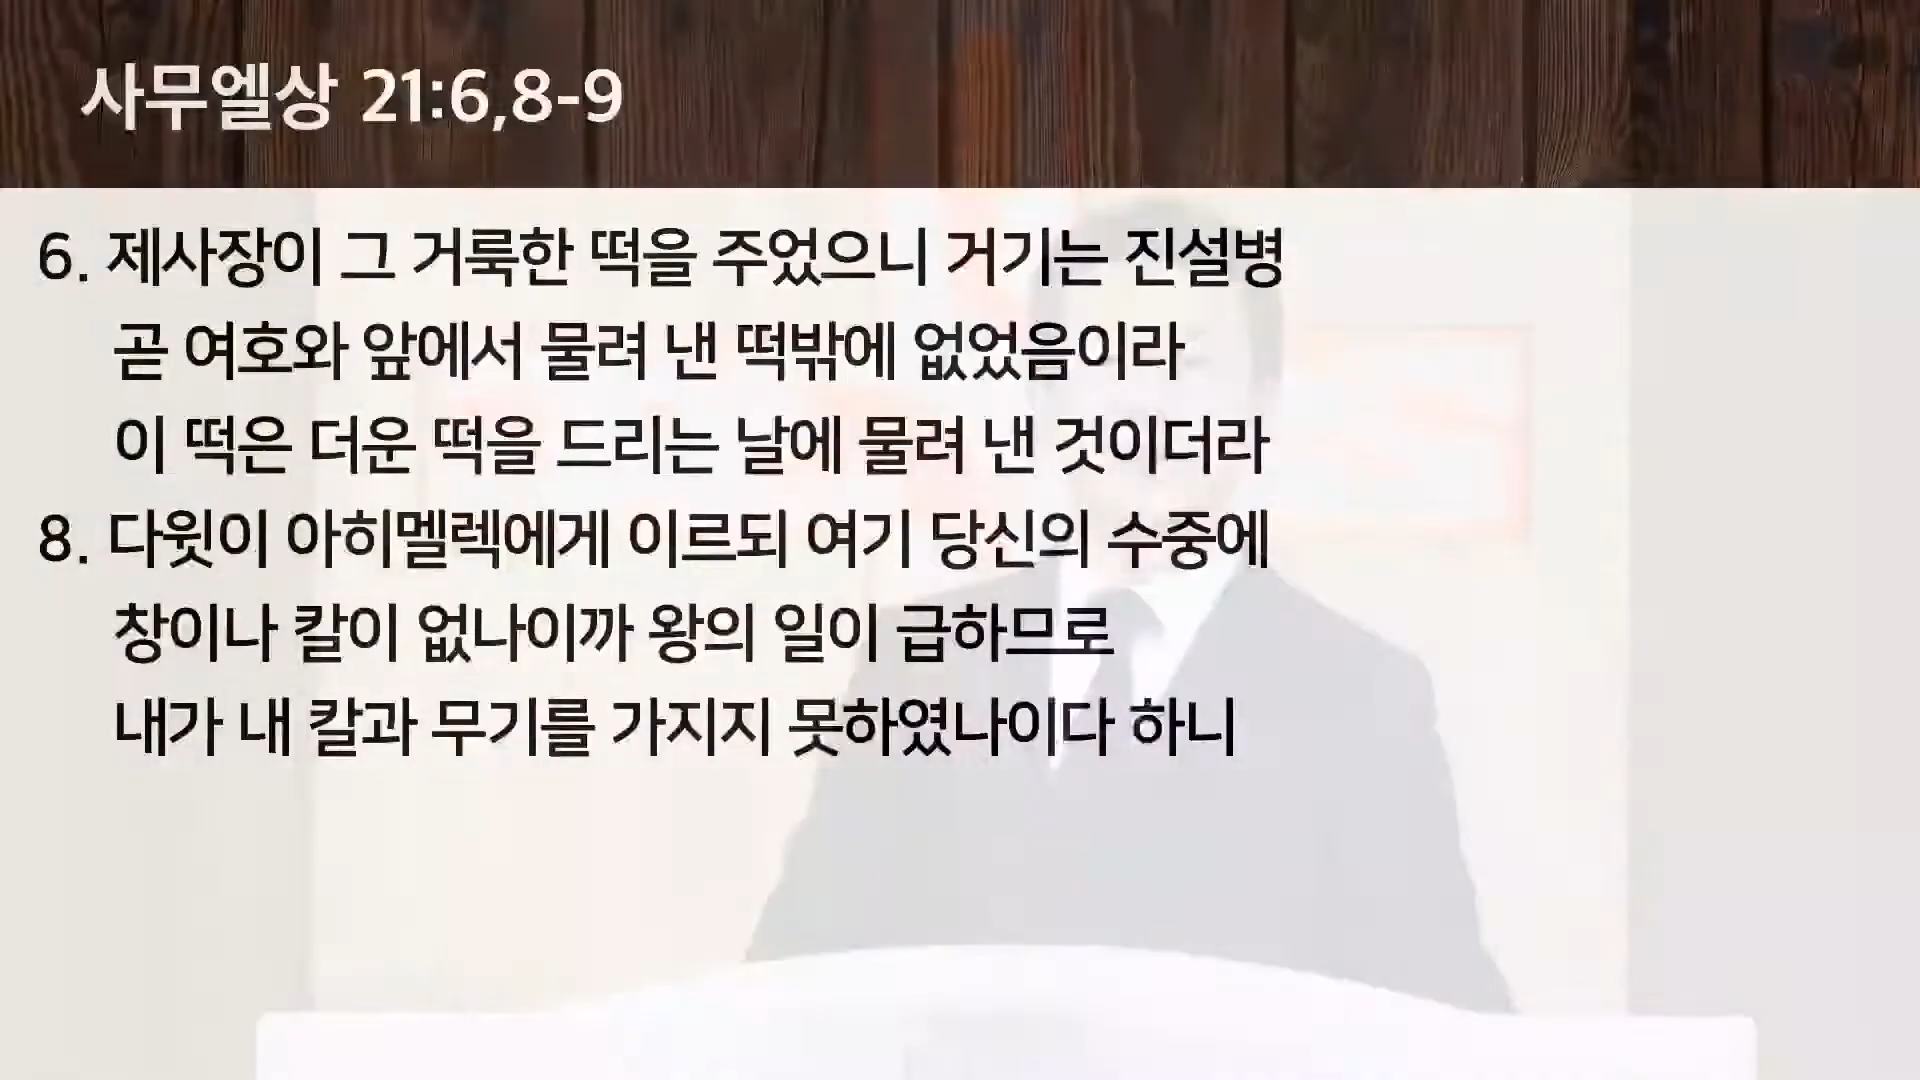 사무엘상 21:6,8-9
6. 제사장이 그 거룩한 떡을 주었으니 거기는 진설병
곧 여호와 앞에서 물려 낸 떡밖에 없었음이라
이 떡은 더운 떡을 드리는 날에 물려 낸 것이더라
8. 다윗이 아히멜렉에게 이르되 여기 당신의 수중에
창이나 칼이 없나이까 왕의 일이 급하므로
내가 내 칼과 무기를 가지지 못하였나이다 하니